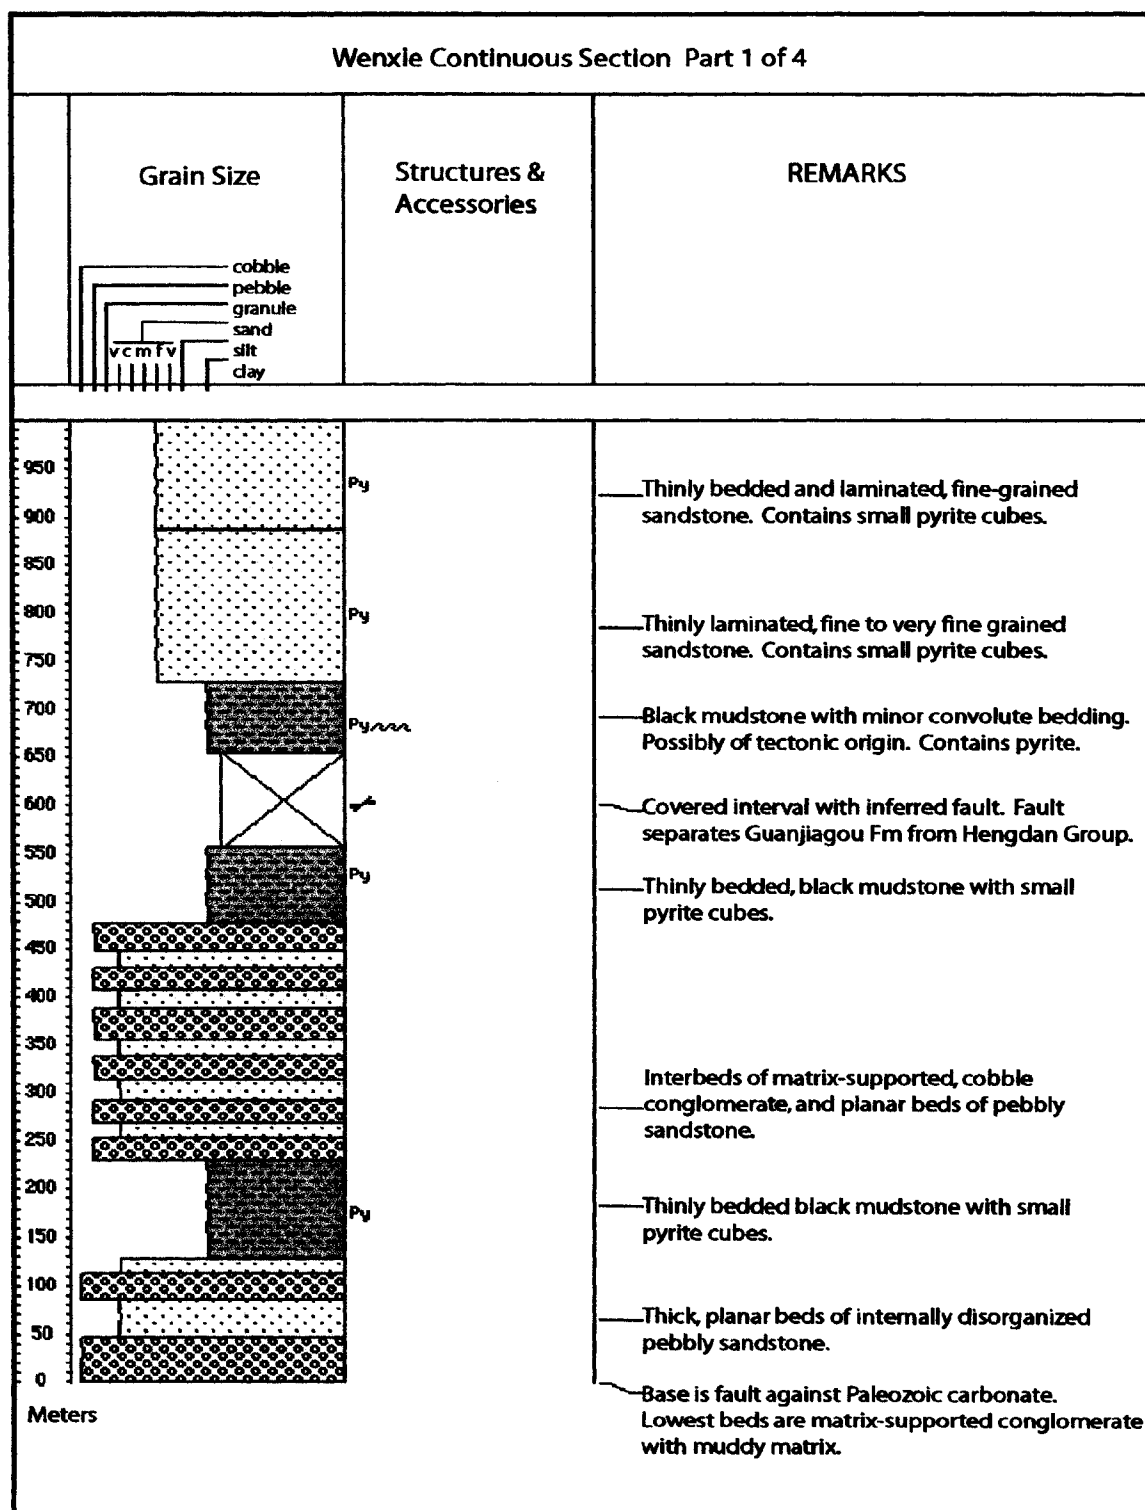 Wenxie Continuous Section Part 1 of 4
Grain Size
Structures &
Accessories
REMARKS
cobble
pebble
granule
sand
v c m f v
silt
clay
950
900
850
800
750
700
650
600
550
500
450
400
350
300
250
200
150
100
50
0
Meters
Py
Py
Py
Py
Py
Thinly bedded and laminated, fine-grained
sandstone. Contains small pyrite cubes.
Thinly laminated, fine to very fine grained
sandstone. Contains small pyrite cubes.
Black mudstone with minor convolute bedding.
Possibly of tectonic origin. Contains pyrite.
Covered interval with inferred fault. Fault
separates Guanjiagou Fm from Hengdan Group.
Thinly bedded, black mudstone with small
pyrite cubes.
Interbeds of matrix-supported, cobble
conglomerate, and planar beds of pebbly
sandstone.
Thinly bedded black mudstone with small
pyrite cubes.
Thick, planar beds of internally disorganized
pebbly sandstone.
Base is fault against Paleozoic carbonate.
Lowest beds are matrix-supported conglomerate
with muddy matrix.